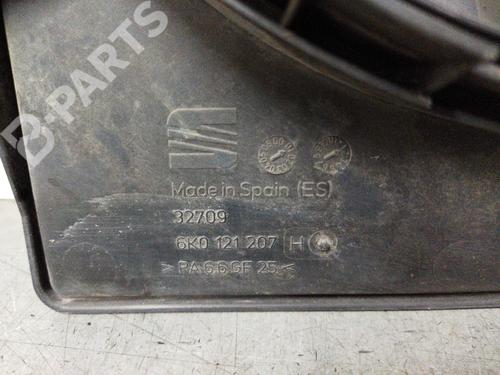 B-PARTS
Made in Spain (ES)
32709
6K0 121 207 H
>PA 6.6 GF 25<